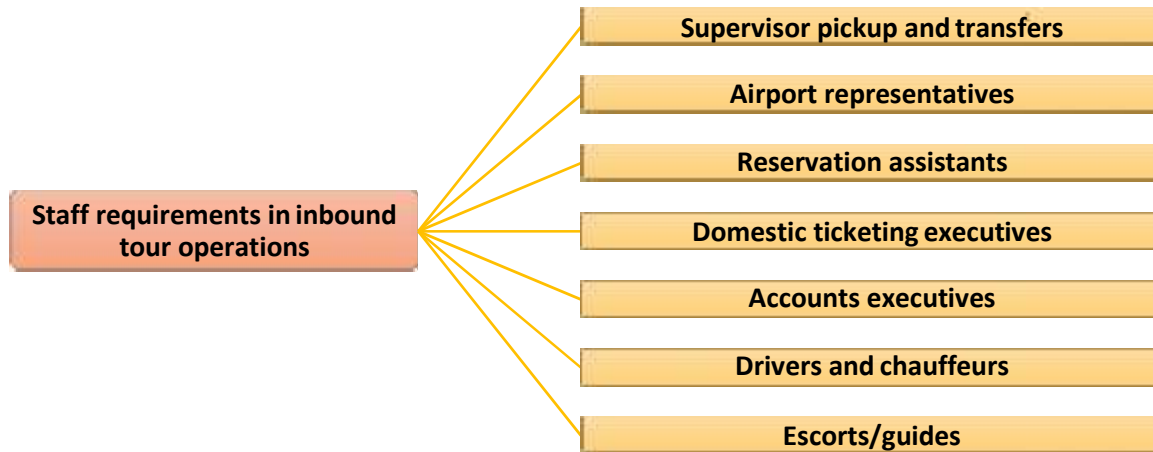 Supervisor pickup and transfers
Airport representatives
Reservation assistants
Staff requirements in inbound
tour operations
Domestic ticketing executives
Accounts executives
Drivers and chauffeurs
Escorts/guides